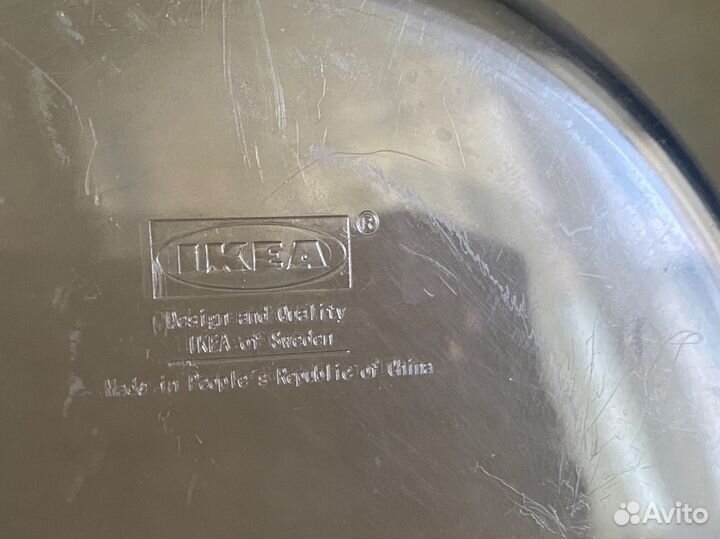 IKEA®
Design and Quality
IKEA of Sweden
Made in People's Republic of China
Avito